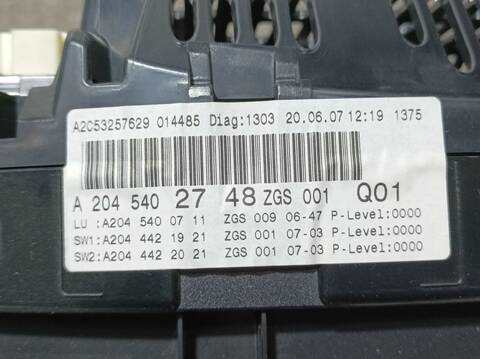 A2C53257629 014485 Diag:1303 20.06.07 12:19 1375
A 204 540 27 48 ZGS 001 Q01
LU :A204 540 07 11 ZGS 009 06-47 P-Level:0000
SW1:A204 442 19 21 ZGS 001 07-03 P-Level:0000
SW2:A204 442 20 21 ZGS 001 07-03 P-Level:0000